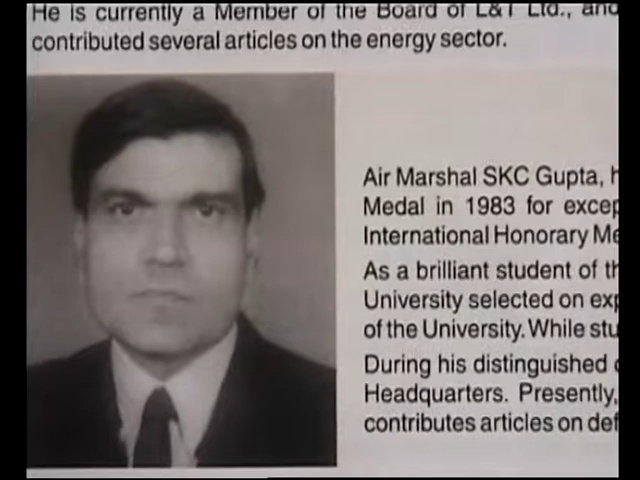 He is currently a Member of the Board of L&T Ltd., and
contributed several articles on the energy sector.
Air Marshal SKC Gupta, h
Medal in 1983 for excep
International Honorary Me
As a brilliant student of th
University selected on exp
of the University. While stu
During his distinguished c
Headquarters. Presently,
contributes articles on def